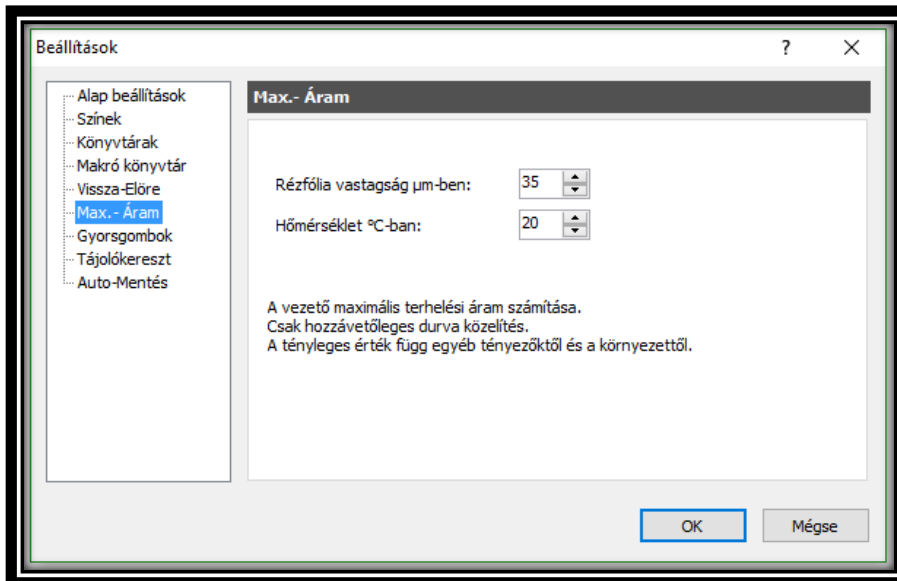 Beállítások
?
Alap beállítások
Színek
Könyvtárak
Makró könyvtár
Vissza-Elöre
Max.- Áram
Gyorsgombok
Tájolókereszt
Auto-Mentés
Max.- Áram
Rézfólia vastagság µm-ben: 35
Hőmérséklet °C-ban: 20
A vezető maximális terhelési áram számítása.
Csak hozzávetőleges durva közelítés.
A tényleges érték függ egyéb tényezőktől és a környezettől.
OK Mégse